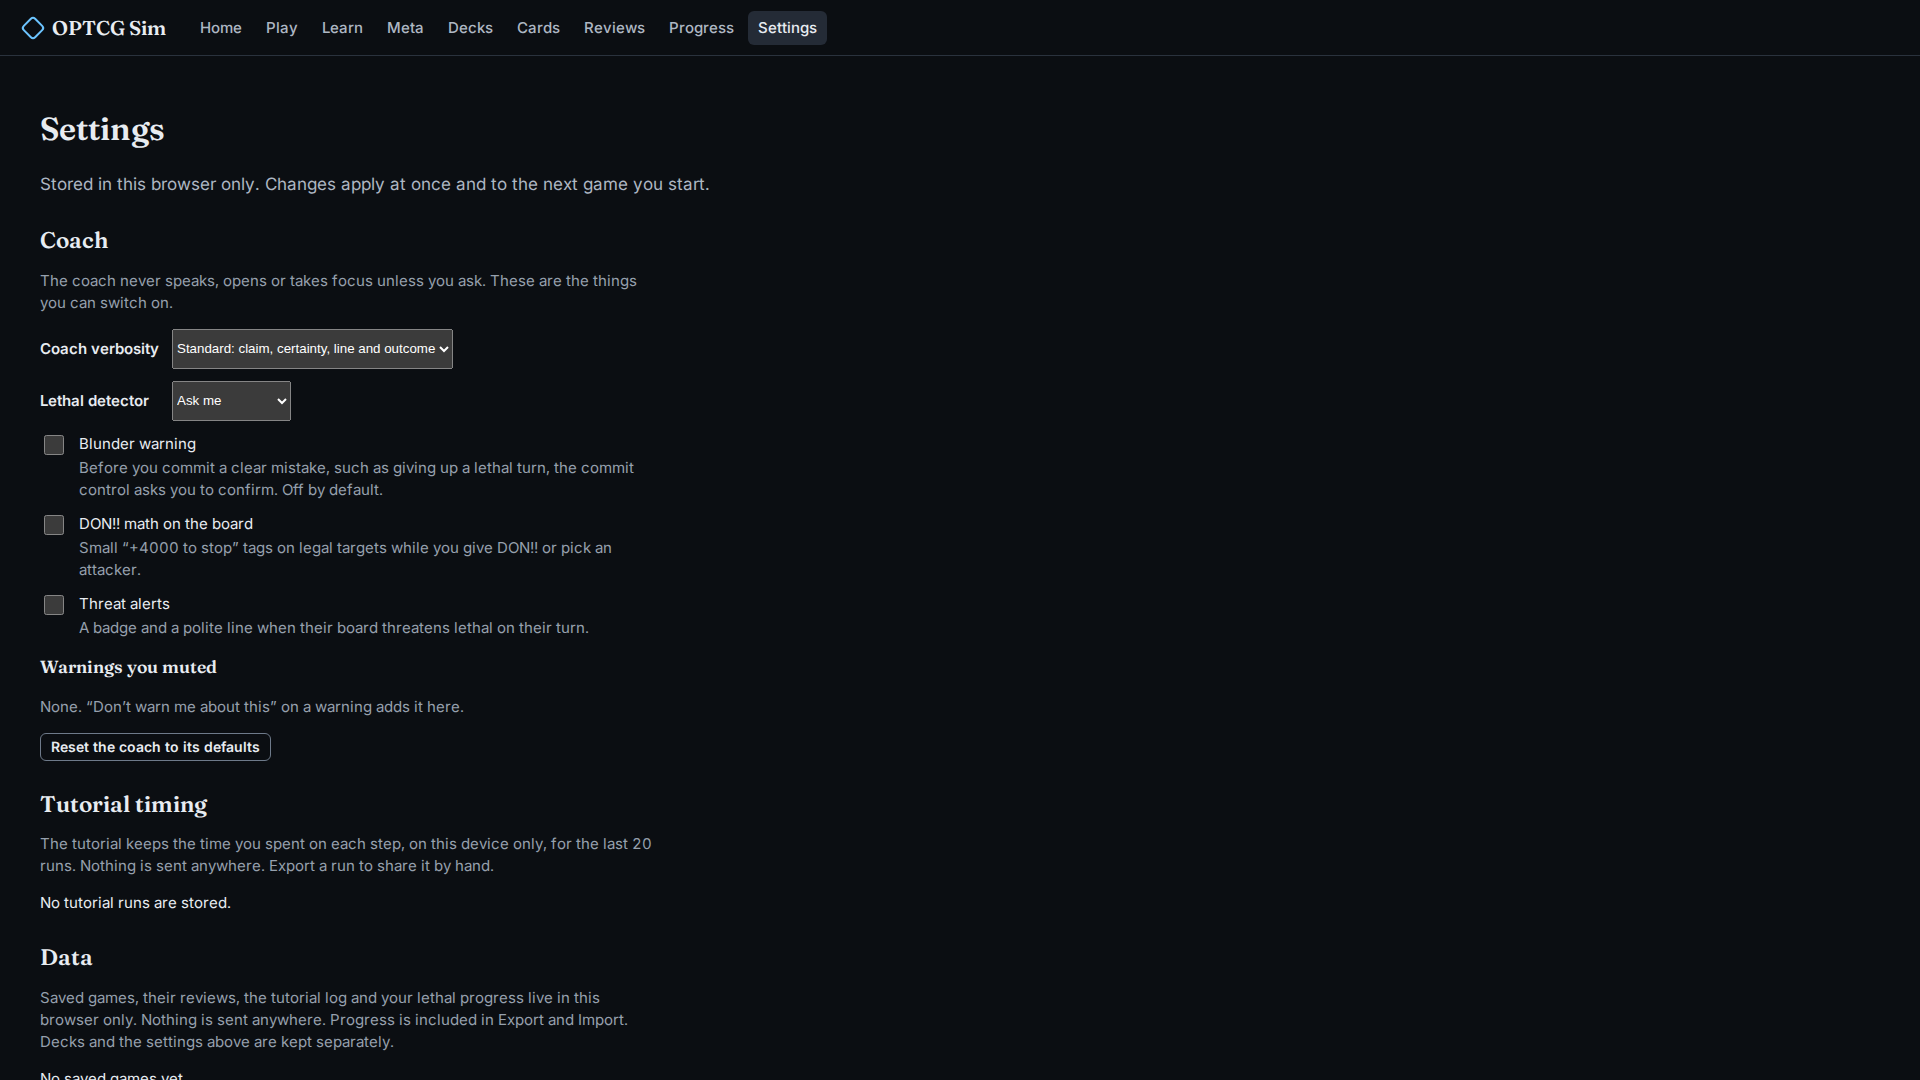 OPTCG Sim
Home Play Learn Meta Decks Cards Reviews Progress Settings
Settings
Stored in this browser only. Changes apply at once and to the next game you start.
Coach
The coach never speaks, opens or takes focus unless you ask. These are the things
you can switch on.
Coach verbosity Standard: claim, certainty, line and outcome
Lethal detector Ask me
Blunder warning
Before you commit a clear mistake, such as giving up a lethal turn, the commit
control asks you to confirm. Off by default.
DON!! math on the board
Small “+4000 to stop” tags on legal targets while you give DON!! or pick an
attacker.
Threat alerts
A badge and a polite line when their board threatens lethal on their turn.
Warnings you muted
None. “Don’t warn me about this” on a warning adds it here.
Reset the coach to its defaults
Tutorial timing
The tutorial keeps the time you spent on each step, on this device only, for the last 20
runs. Nothing is sent anywhere. Export a run to share it by hand.
No tutorial runs are stored.
Data
Saved games, their reviews, the tutorial log and your lethal progress live in this
browser only. Nothing is sent anywhere. Progress is included in Export and Import.
Decks and the settings above are kept separately.
No saved games yet